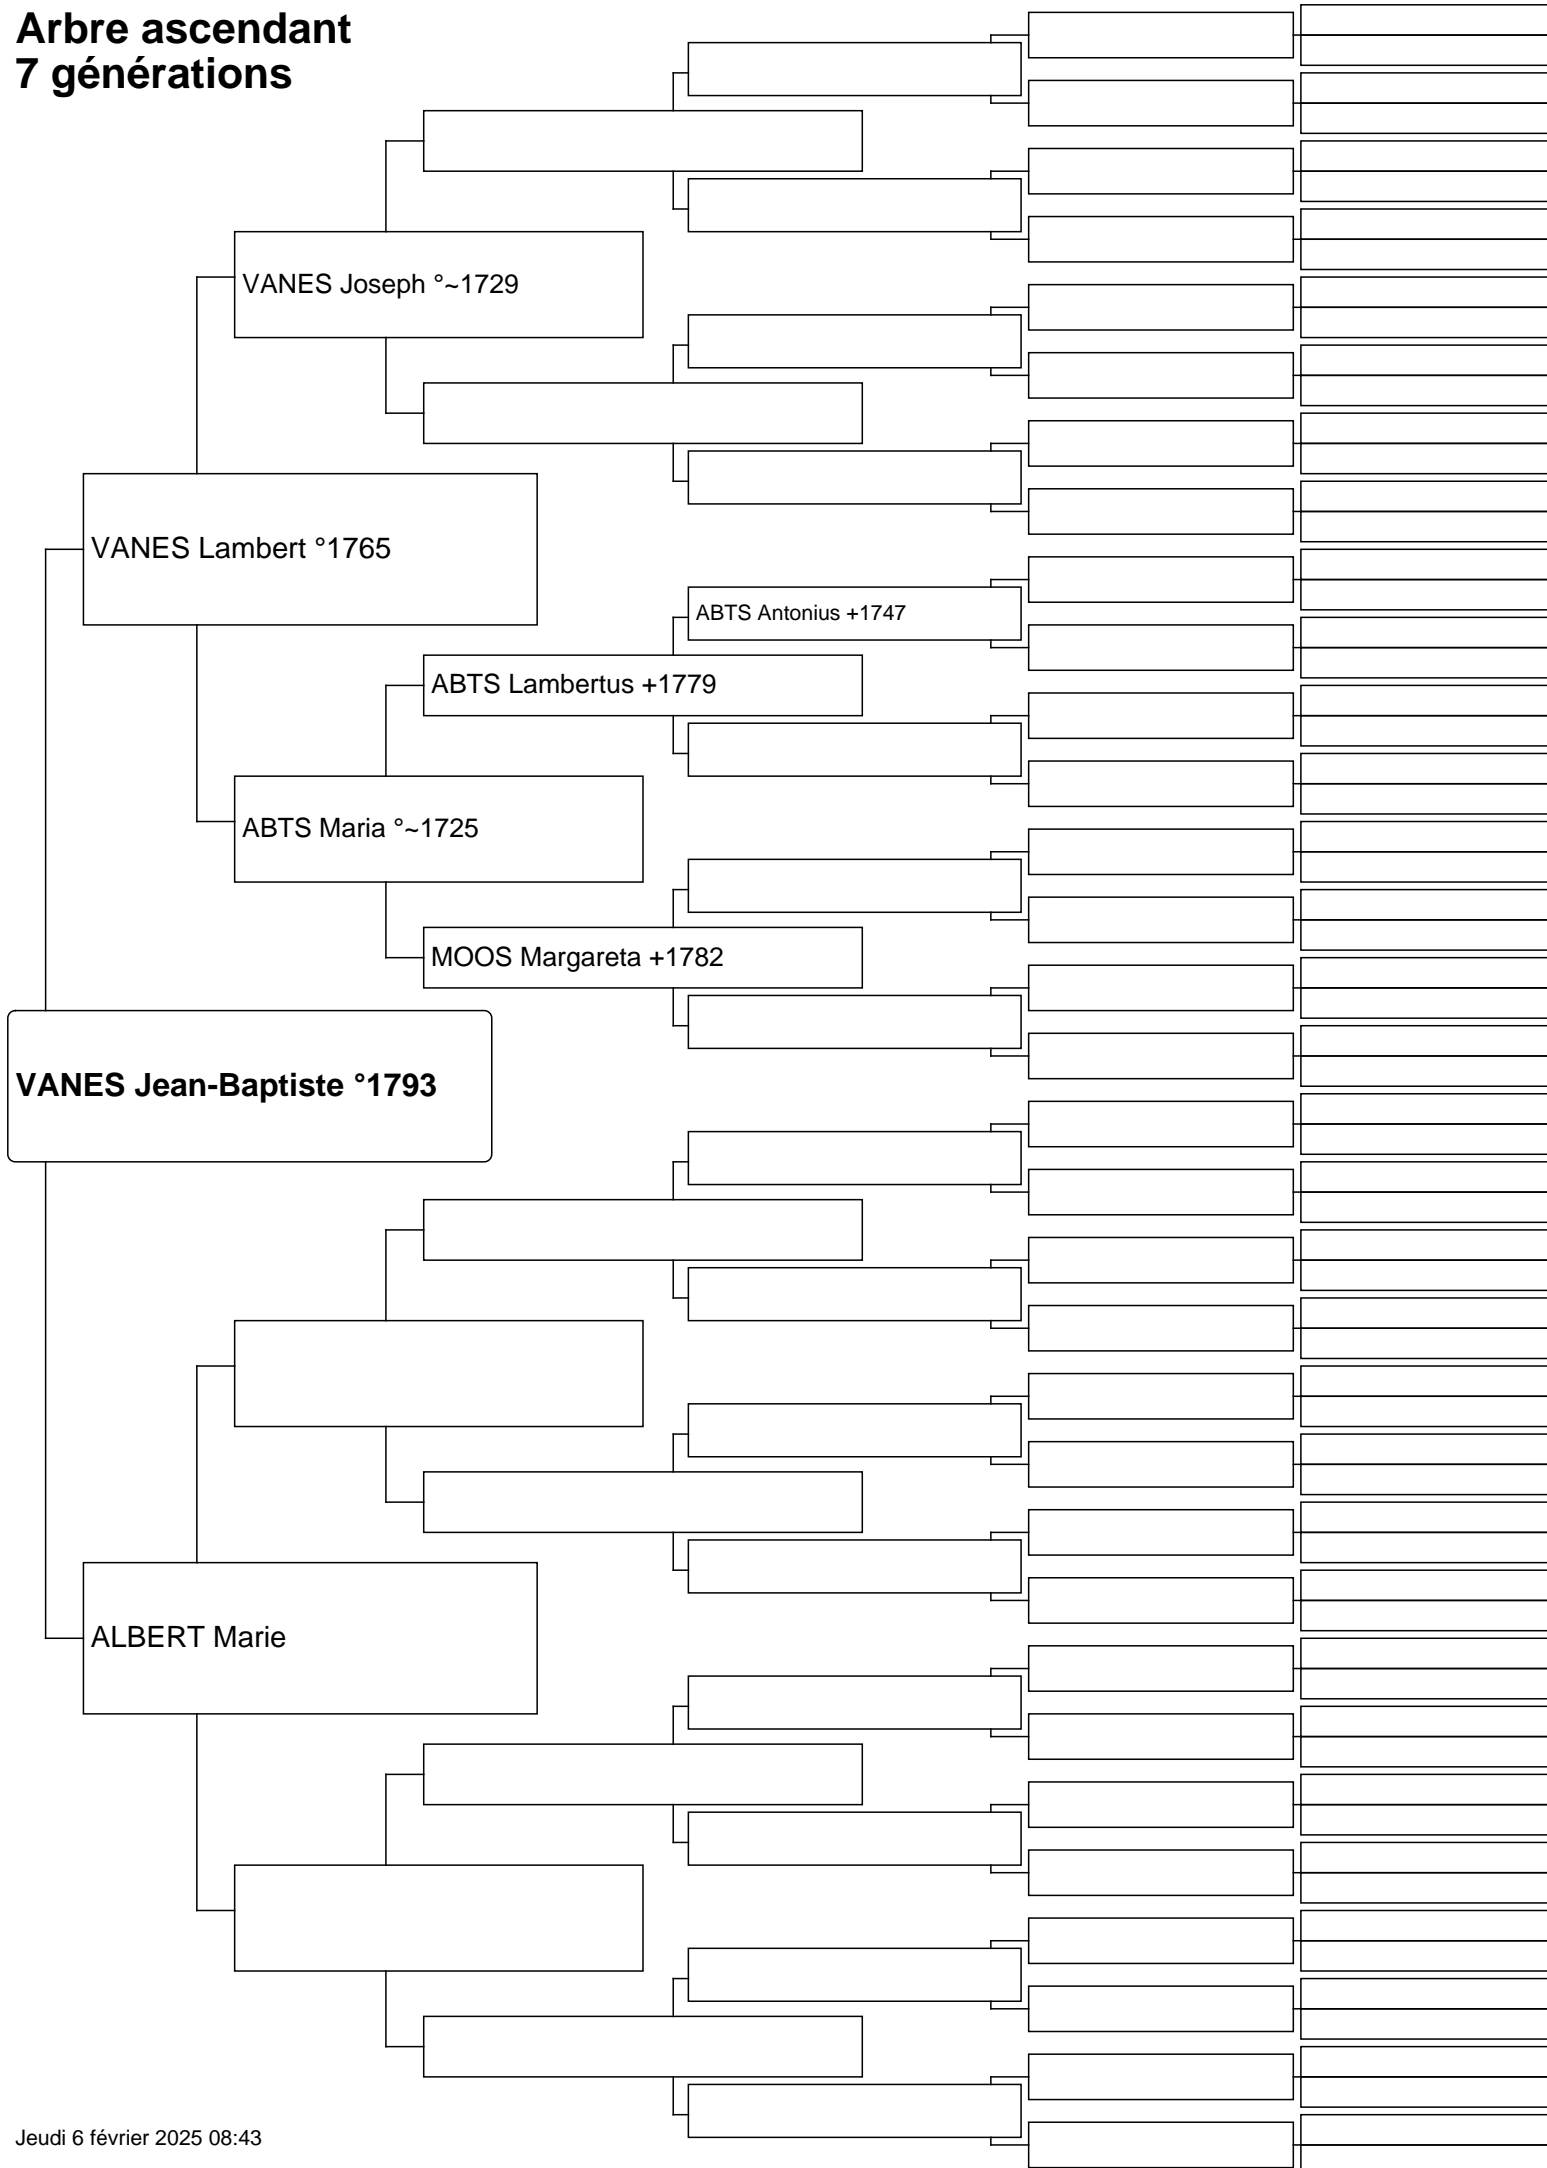 Arbre ascendant
7 générations
VANES Joseph °~1729
VANES Lambert °1765
ABTS Antonius +1747
ABTS Lambertus +1779
ABTS Maria °~1725
MOOS Margareta +1782
VANES Jean-Baptiste °1793
ALBERT Marie
Jeudi 6 février 2025 08:43